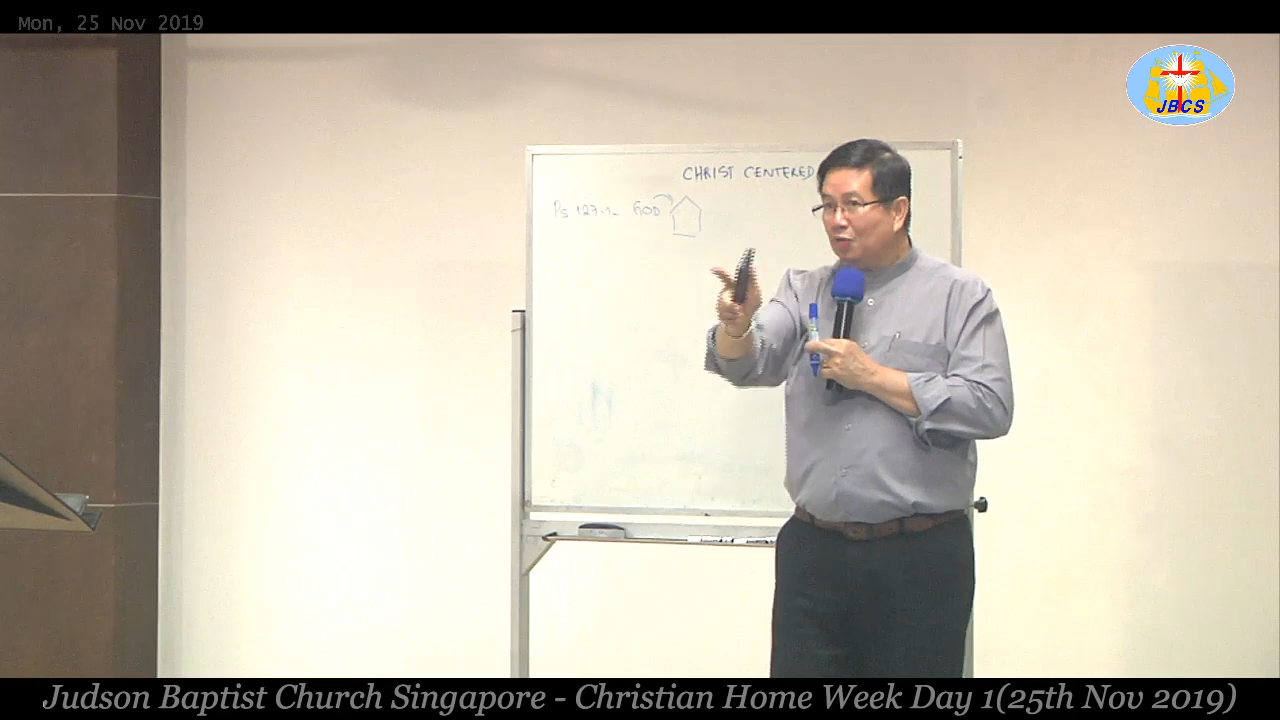 Mon, 25 Nov 2019
JBCS
CHRIST CENTERED
Ps 127:1 GOD
Judson Baptist Church Singapore - Christian Home Week Day 1(25th Nov 2019)